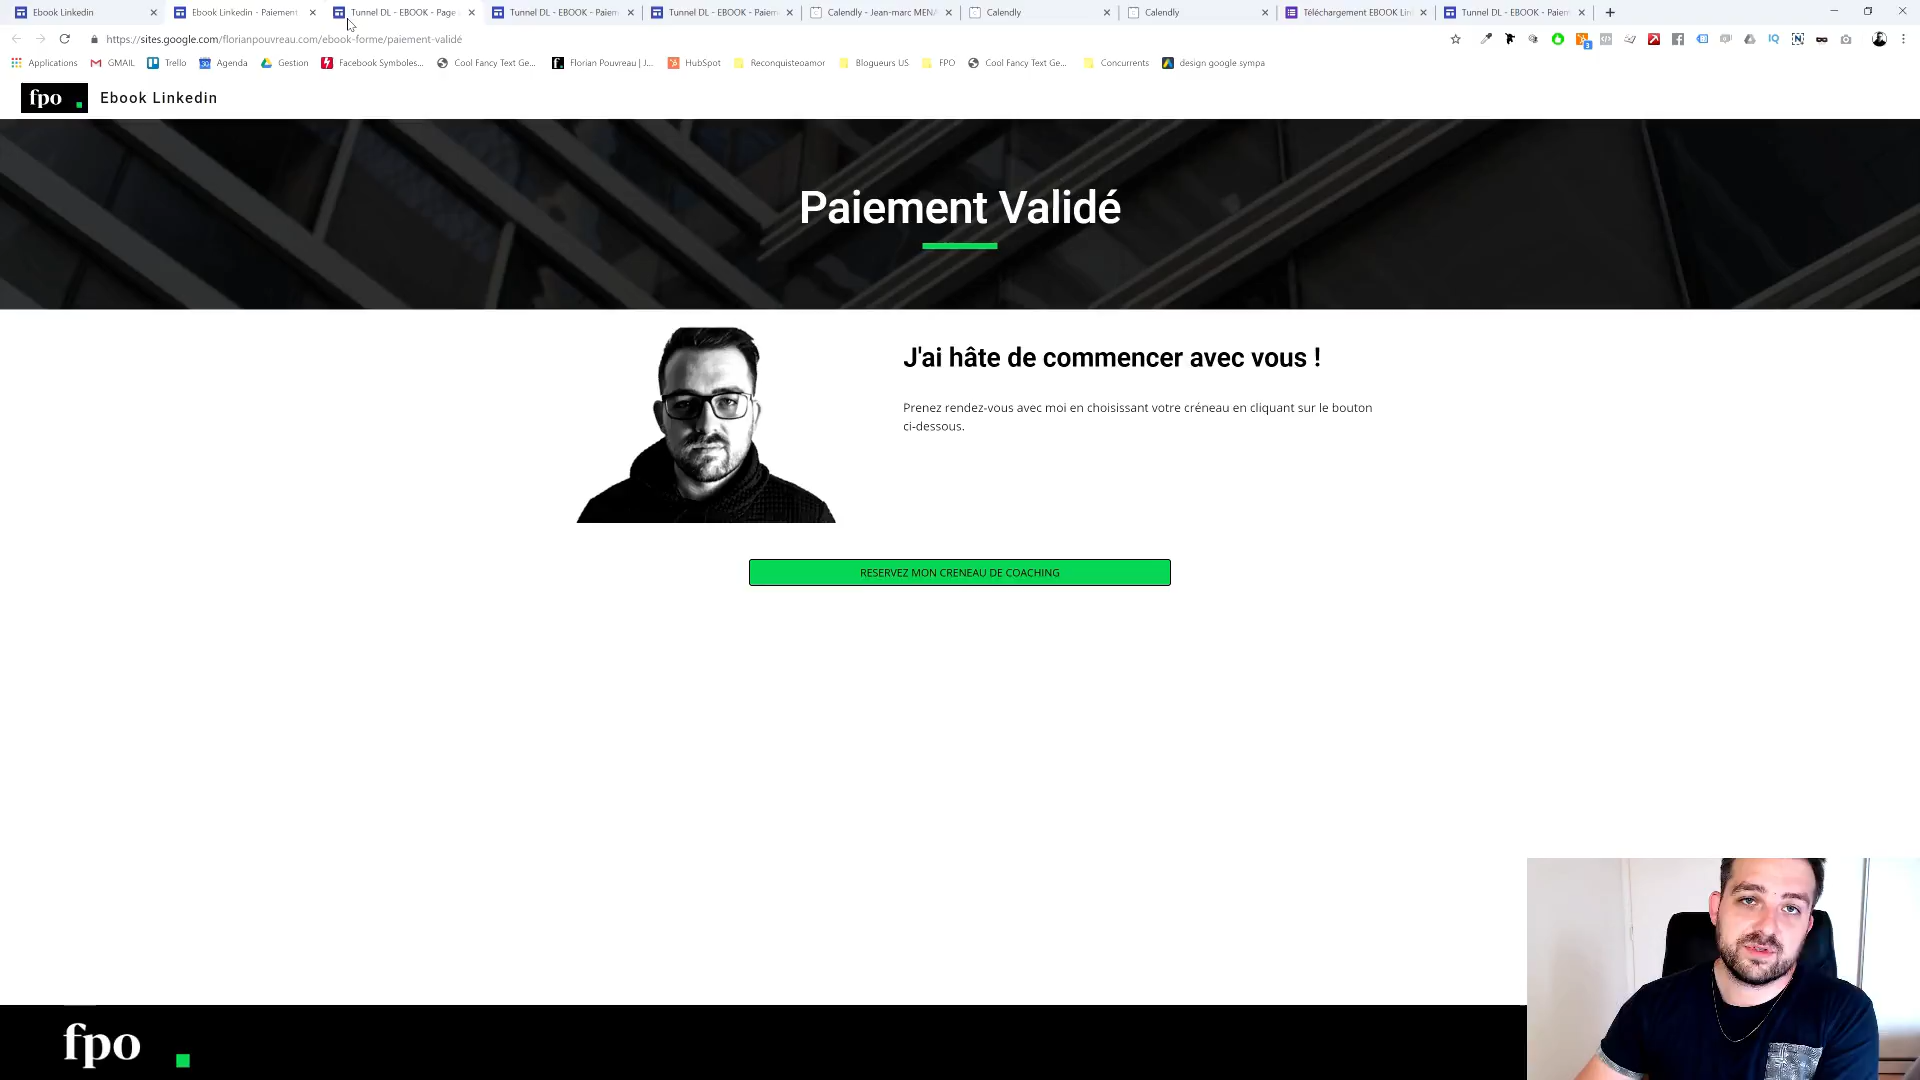 Ebook Linkedin
Ebook Linkedin - Paiement
Tunnel DL - EBOOK - Page
Tunnel DL - EBOOK - Paiem
Tunnel DL - EBOOK - Paiem
Calendly - Jean-marc MENA
Calendly
Calendly
Téléchargement EBOOK Lin
Tunnel DL - EBOOK - Paiem
https://sites.google.com/florianpouvreau.com/ebook-forme/paiement-validé
Applications
GMAIL
Trello
Agenda
Gestion
Facebook Symboles...
Cool Fancy Text Ge...
Florian Pouvreau | J...
HubSpot
Reconquisteoamor
Blogueurs US
FPO
Cool Fancy Text Ge...
Concurrents
design google sympa
fpo
Ebook Linkedin
Paiement Validé
J'ai hâte de commencer avec vous !
Prenez rendez-vous avec moi en choisissant votre créneau en cliquant sur le bouton
ci-dessous.
RESERVEZ MON CRENEAU DE COACHING
fpo